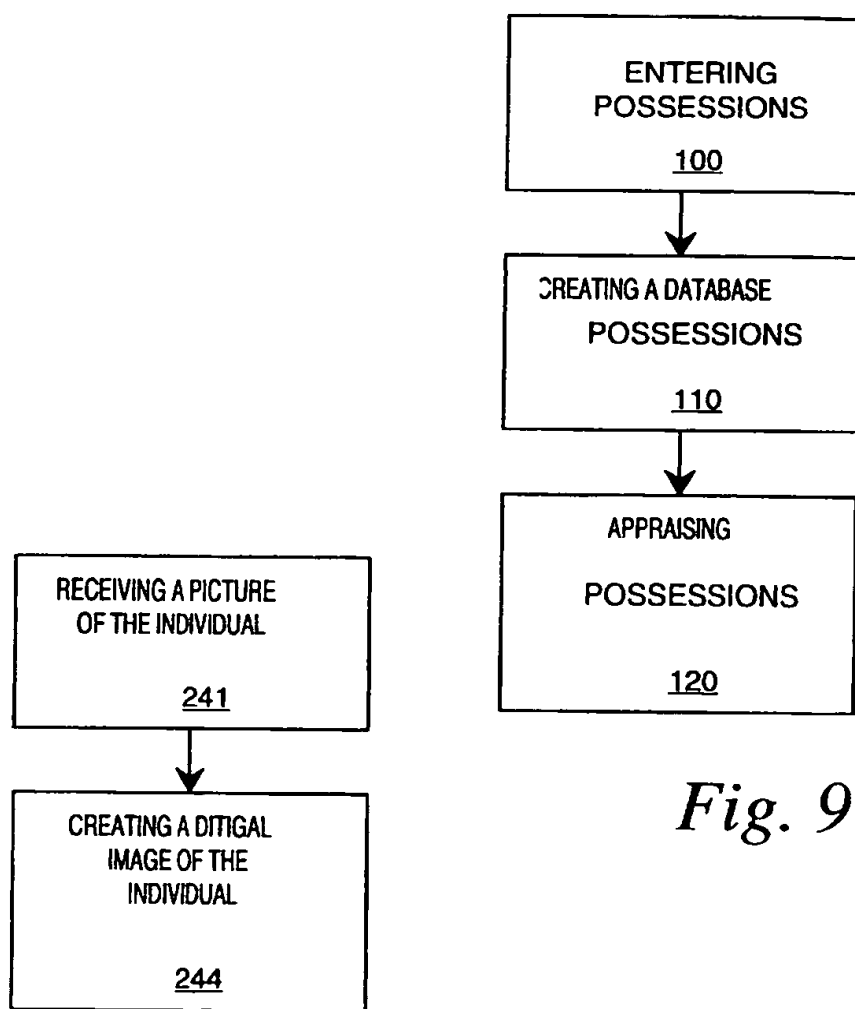 ENTERING
POSSESSIONS
100
CREATING A DATABASE
POSSESSIONS
110
APPRAISING
POSSESSIONS
120
Fig. 9
RECEIVING A PICTURE
OF THE INDIVIDUAL
241
CREATING A DITIGAL
IMAGE OF THE
INDIVIDUAL
244